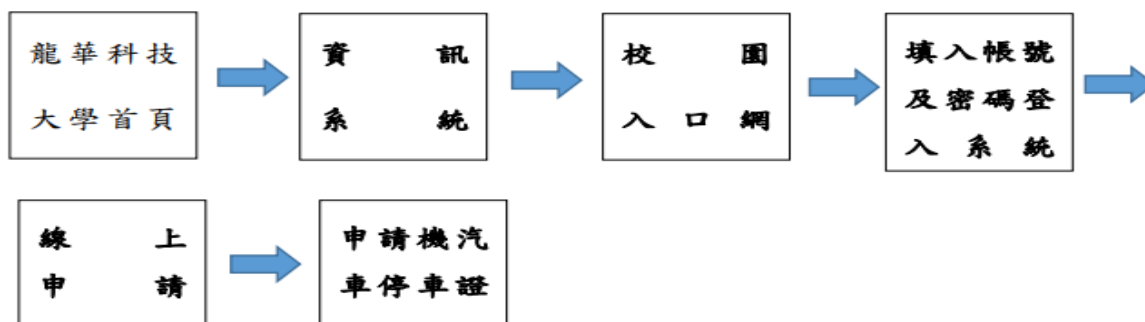 龍華科技
大學首頁
資訊
系統
校園
入口網
填入帳號
及密碼登
入系統
線上
申請
申請機汽
車停車證